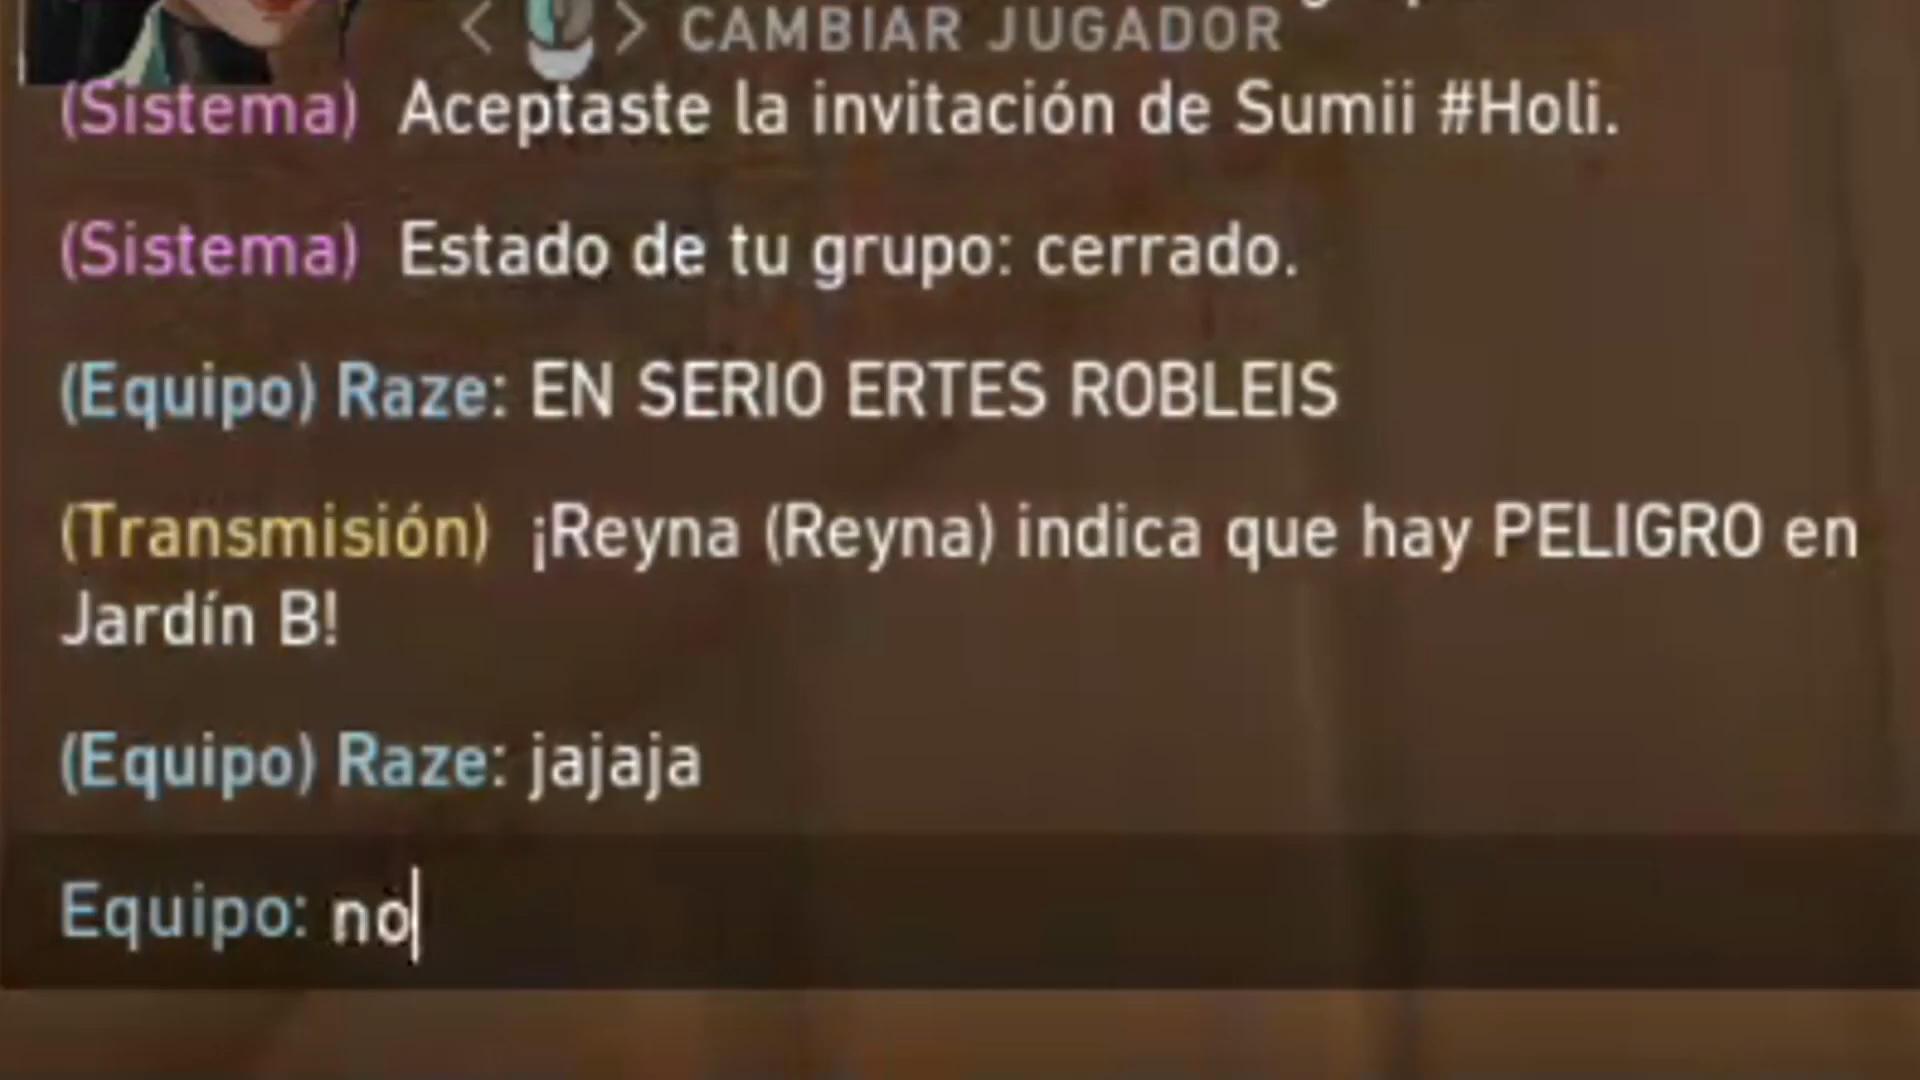 < > CAMBIAR JUGADOR
(Sistema) Aceptaste la invitación de Sumii #Holi.
(Sistema) Estado de tu grupo: cerrado.
(Equipo) Raze: EN SERIO ERTES ROBLEIS
(Transmisión) ¡Reyna (Reyna) indica que hay PELIGRO en
Jardín B!
(Equipo) Raze: jajaja
Equipo: no